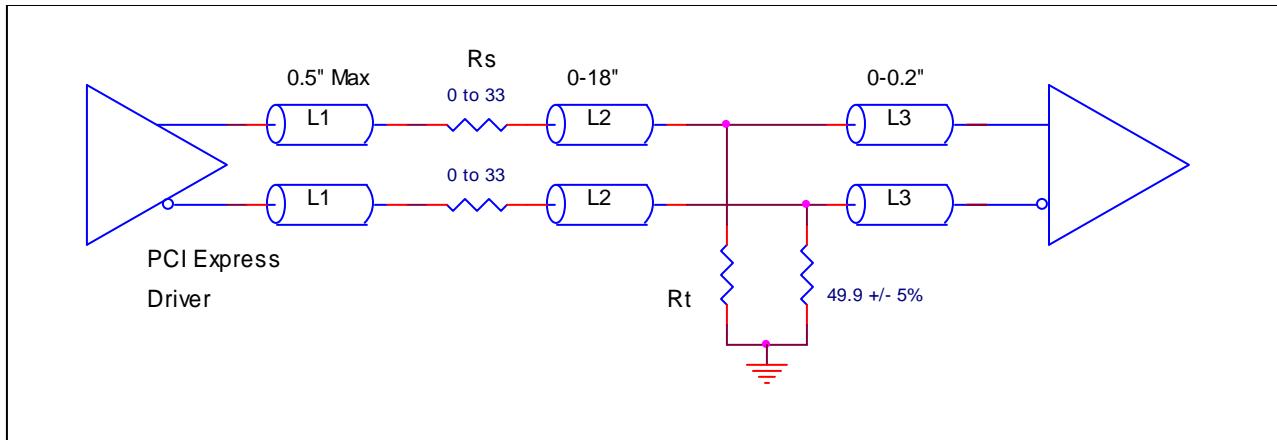 Rs
0.5" Max
0-18"
0-0.2"
0 to 33
L1
L2
L3
0 to 33
L1
L2
L3
PCI Express
Driver
Rt
49.9 +/- 5%